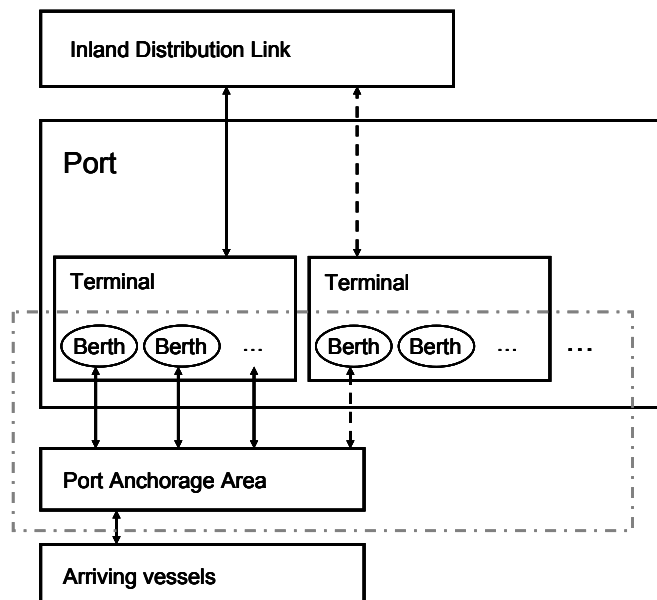 Inland Distribution Link
Port
Terminal
Terminal
Berth Berth ...
Berth Berth ... ...
Port Anchorage Area
Arriving vessels